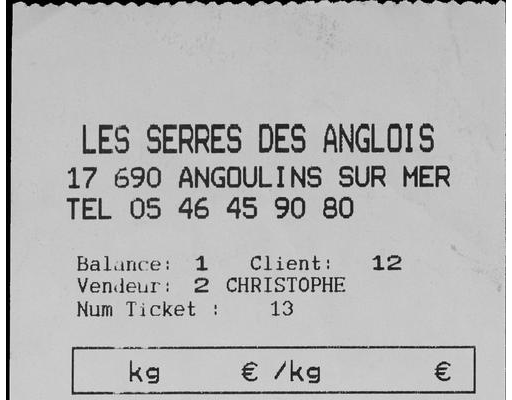 LES SERRES DES ANGLOIS
17 690 ANGOULINS SUR MER
TEL 05 46 45 90 80
Balance: 1 Client: 12
Vendeur: 2 CHRISTOPHE
Num Ticket : 13
kg € /kg €